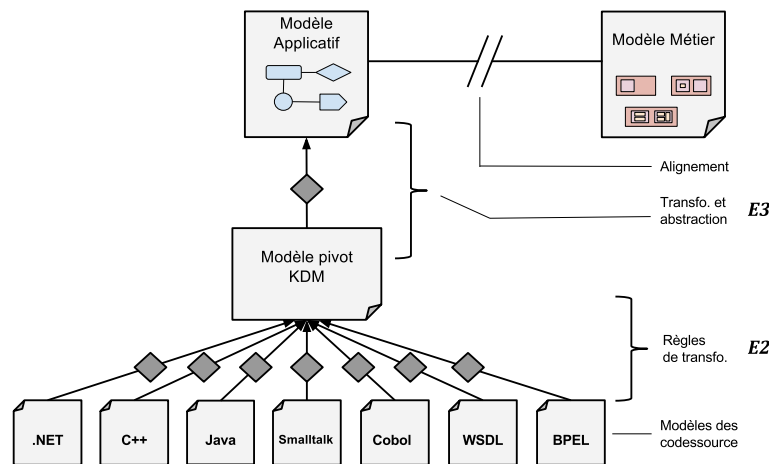 Modèle
Applicatif
Modèle Métier
Alignement
Transfo. et
abstraction
E3
Modèle pivot
KDM
Règles
de transfo.
E2
.NET
C++
Java
Smalltalk
Cobol
WSDL
BPEL
Modèles des
codessource